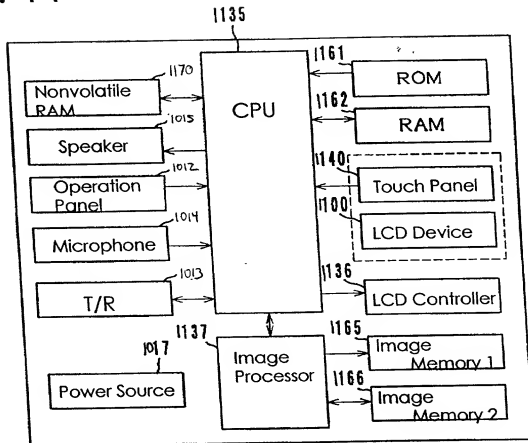 1135
1170
Nonvolatile
RAM
1015
Speaker
1012
Operation
Panel
1014
Microphone
1013
T/R
1017
Power Source
CPU
1137
Image
Processor
1161
ROM
1162
RAM
1140
Touch Panel
1100
LCD Device
1136
LCD Controller
1165
Image
Memory 1
1166
Image
Memory 2